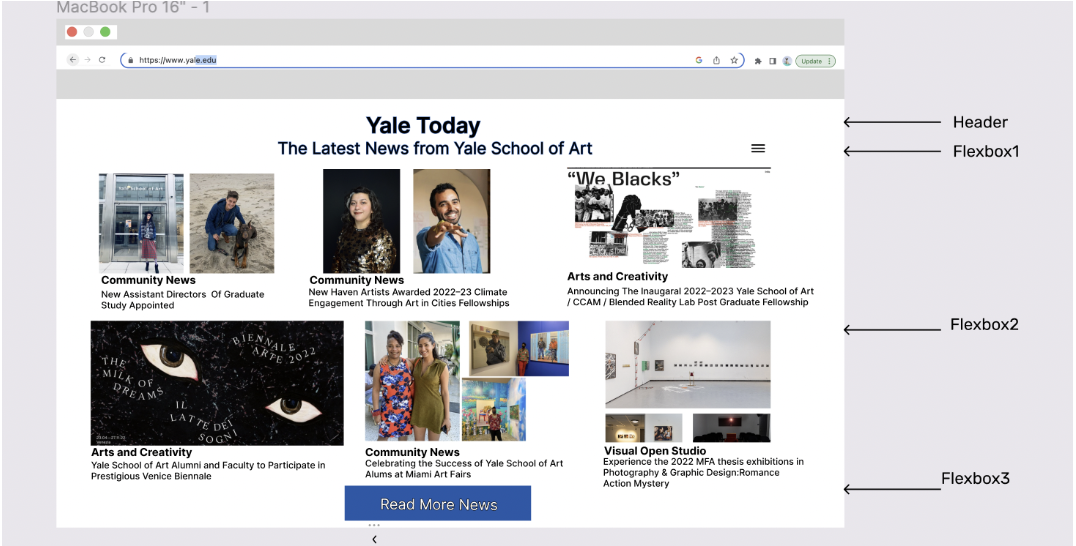 MacBook Pro 16" - 1
https://www.yale.edu
Update
Yale Today
Header
The Latest News from Yale School of Art
Flexbox1
Yale school of art
"We Blacks"
Community News
New Assistant Directors Of Graduate
Study Appointed
Community News
New Haven Artists Awarded 2022–23 Climate
Engagement Through Art in Cities Fellowships
Arts and Creativity
Announcing The Inaugaral 2022-2023 Yale School of Art
/ CCAM / Blended Reality Lab Post Graduate Fellowship
Flexbox2
BIENNALE
ARTE 2022
THE
MILK OF
DREAMS
IL
LATTE DEI
SOGNI
Arts and Creativity
Yale School of Art Alumni and Faculty to Participate in
Prestigious Venice Biennale
Community News
Celebrating the Success of Yale School of Art
Alums at Miami Art Fairs
Visual Open Studio
Experience the 2022 MFA thesis exhibitions in
Photography & Graphic Design:Romance
Action Mystery
Flexbox3
Read More News